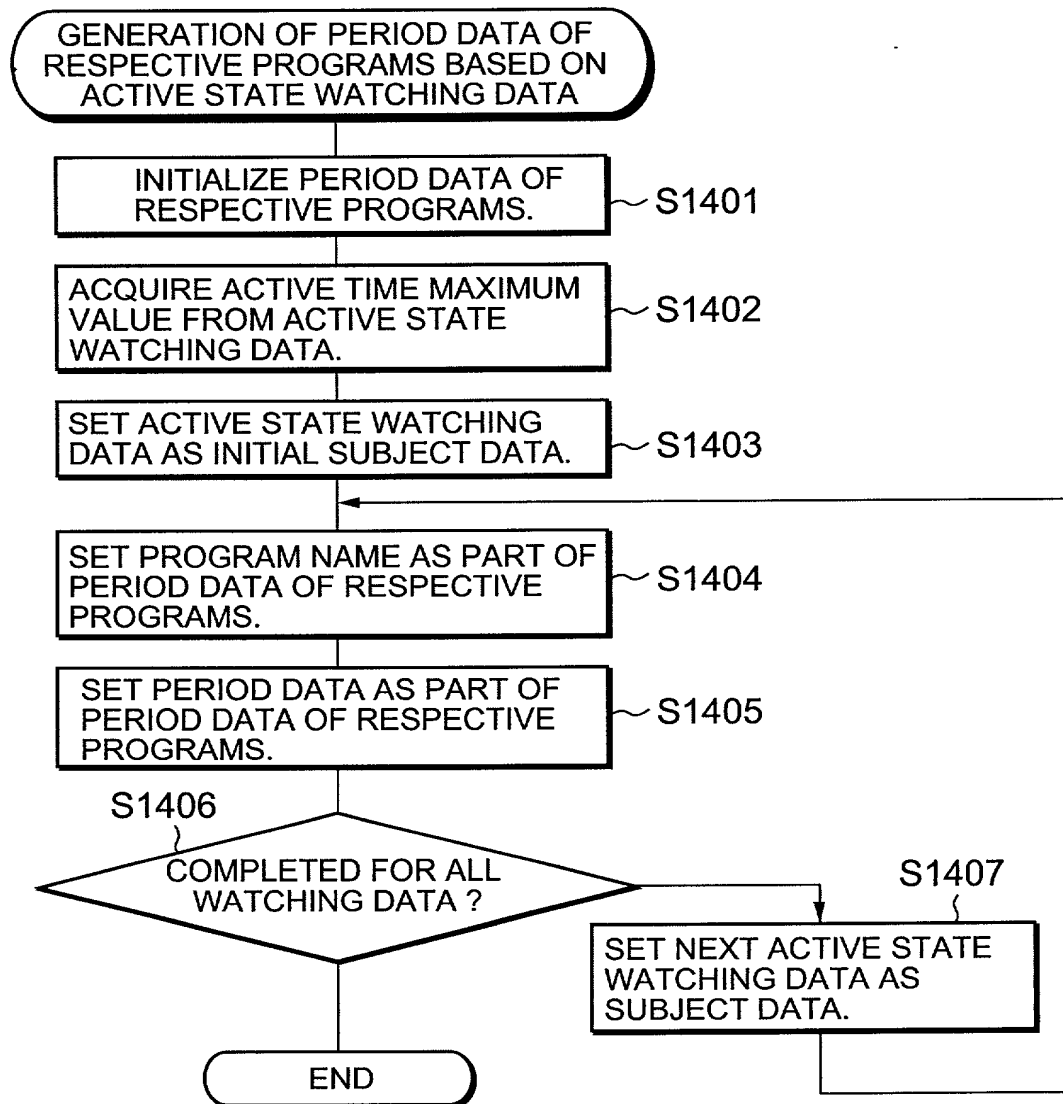 GENERATION OF PERIOD DATA OF
RESPECTIVE PROGRAMS BASED ON
ACTIVE STATE WATCHING DATA
INITIALIZE PERIOD DATA OF
RESPECTIVE PROGRAMS.
S1401
ACQUIRE ACTIVE TIME MAXIMUM
VALUE FROM ACTIVE STATE
WATCHING DATA.
S1402
SET ACTIVE STATE WATCHING
DATA AS INITIAL SUBJECT DATA.
S1403
SET PROGRAM NAME AS PART OF
PERIOD DATA OF RESPECTIVE
PROGRAMS.
S1404
SET PERIOD DATA AS PART OF
PERIOD DATA OF RESPECTIVE
PROGRAMS.
S1405
S1406
COMPLETED FOR ALL
WATCHING DATA ?
S1407
SET NEXT ACTIVE STATE
WATCHING DATA AS
SUBJECT DATA.
END